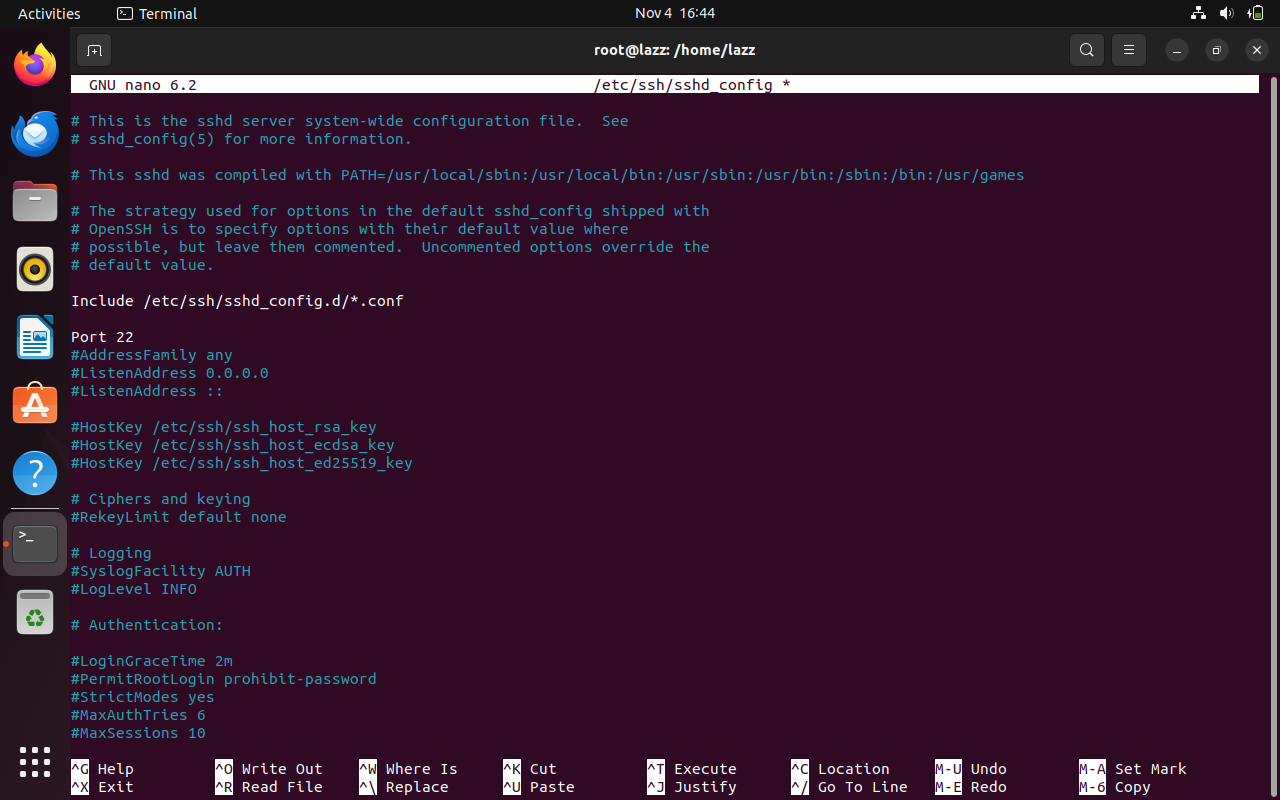 Activities Terminal Nov 4 16:44
root@lazz: /home/lazz
GNU nano 6.2 /etc/ssh/sshd_config *
# This is the sshd server system-wide configuration file.  See
# sshd_config(5) for more information.
# This sshd was compiled with PATH=/usr/local/sbin:/usr/local/bin:/usr/sbin:/usr/bin:/sbin:/bin:/usr/games
# The strategy used for options in the default sshd_config shipped with
# OpenSSH is to specify options with their default value where
# possible, but leave them commented.  Uncommented options override the
# default value.
Include /etc/ssh/sshd_config.d/*.conf
Port 22
#AddressFamily any
#ListenAddress 0.0.0.0
#ListenAddress ::
#HostKey /etc/ssh/ssh_host_rsa_key
#HostKey /etc/ssh/ssh_host_ecdsa_key
#HostKey /etc/ssh/ssh_host_ed25519_key
# Ciphers and keying
#RekeyLimit default none
# Logging
#SyslogFacility AUTH
#LogLevel INFO
# Authentication:
#LoginGraceTime 2m
#PermitRootLogin prohibit-password
#StrictModes yes
#MaxAuthTries 6
#MaxSessions 10
^G Help ^O Write Out ^W Where Is ^K Cut ^T Execute ^C Location M-U Undo M-A Set Mark
^X Exit ^R Read File ^\ Replace ^U Paste ^J Justify ^/ Go To Line M-E Redo M-6 Copy